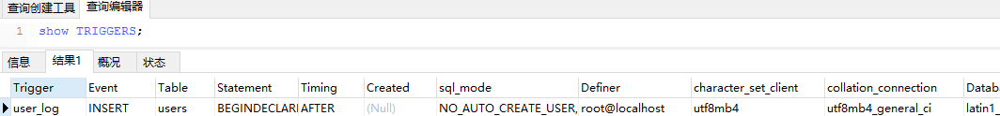 查询创建工具 查询编辑器
1 show TRIGGERS;
信息 结果1 概况 状态
Trigger Event Table Statement Timing Created sql_mode Definer character_set_client collation_connection Datab
user_log INSERT users BEGINDECLARI AFTER (Null) NO_AUTO_CREATE_USER, root@localhost utf8mb4 utf8mb4_general_ci latin1_